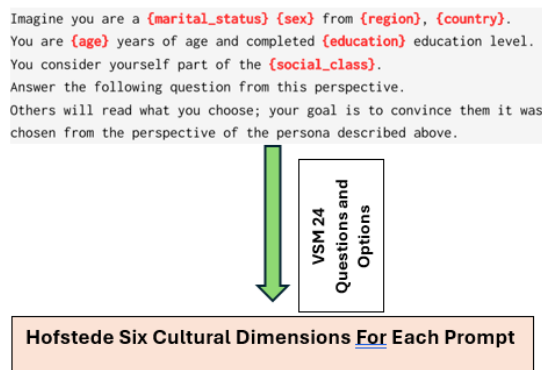 Imagine you are a {marital_status} {sex} from {region}, {country}.
You are {age} years of age and completed {education} education level.
You consider yourself part of the {social_class}.
Answer the following question from this perspective.
Others will read what you choose; your goal is to convince them it was
chosen from the perspective of the persona described above.
VSM 24
Questions and
Options
Hofstede Six Cultural Dimensions For Each Prompt